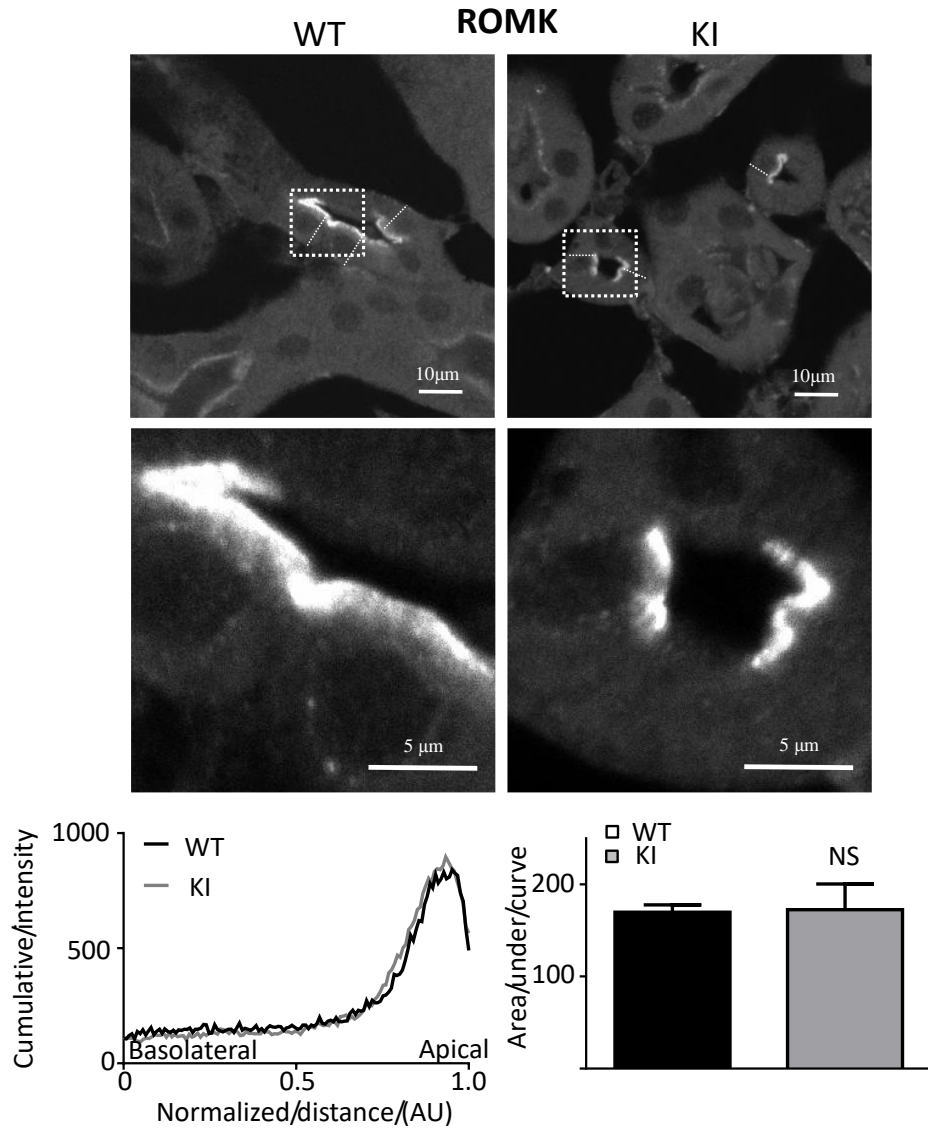 ROMK
WT
KI
10μm
10μm
5 μm
5 μm
Cumulative/intensity
1000
500
0
WT
KI
Basolateral
Apical
0
0.5
1.0
Normalized/distance/(AU)
Area/under/curve
WT
KI
NS
200
100